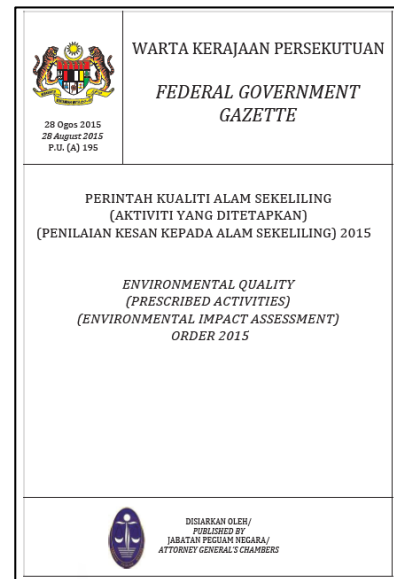 28 Ogos 2015
28 August 2015
P.U. (A) 195
WARTA KERAJAAN PERSEKUTUAN
FEDERAL GOVERNMENT
GAZETTE
PERINTAH KUALITI ALAM SEKELILING
(AKTIVITI YANG DITETAPKAN)
(PENILAIAN KESAN KEPADA ALAM SEKELILING) 2015
ENVIRONMENTAL QUALITY
(PRESCRIBED ACTIVITIES)
(ENVIRONMENTAL IMPACT ASSESSMENT)
ORDER 2015
DISIARKAN OLEH/
PUBLISHED BY
JABATAN PEGUAM NEGARA/
ATTORNEY GENERAL'S CHAMBERS